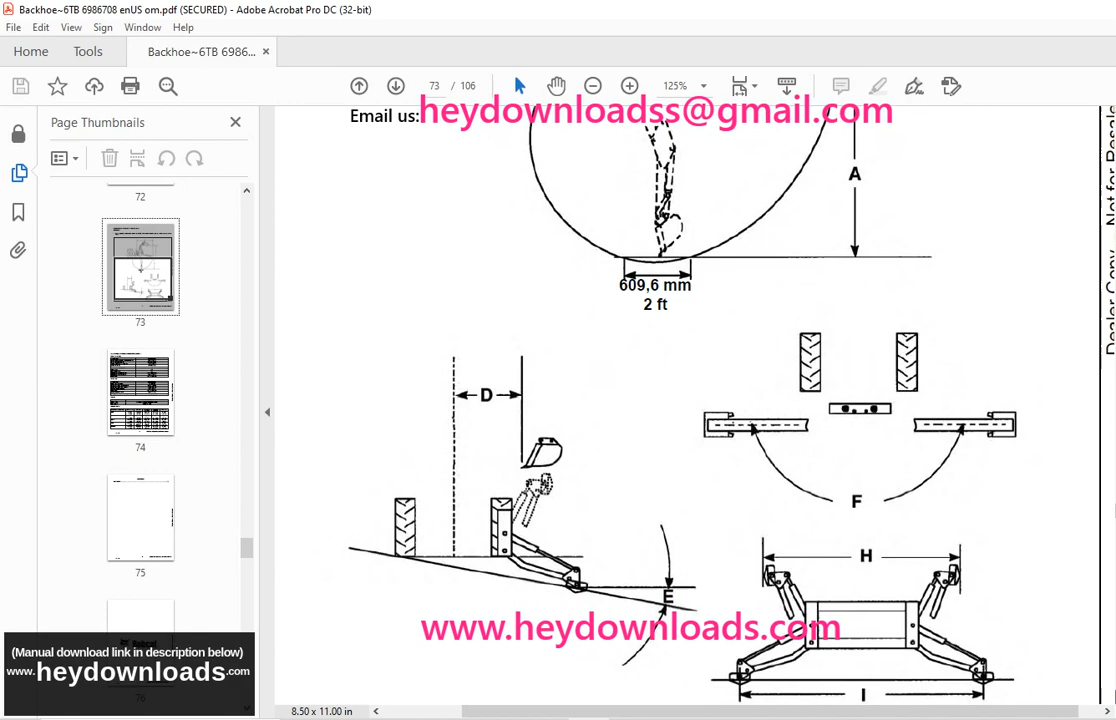 Backhoe~6TB 6986708 enUS om.pdf (SECURED) - Adobe Acrobat Pro DC (32-bit)
File Edit View Sign Window Help
Home Tools Backhoe~6TB 6986... ×
73 / 106 125%
Email us:heydownloadss@gmail.com
Page Thumbnails
72
73
74
75
76
A
609,6 mm
2 ft
D
F
H
E
I
www.heydownloads.com
(Manual download link in description below)
www.heydownloads.com
8.50 x 11.00 in
Dealer Copy Not for Resale